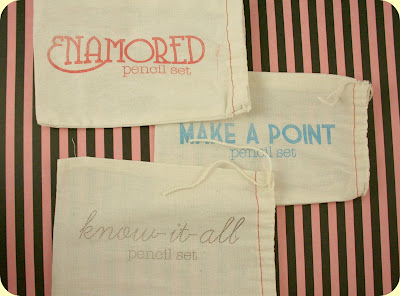 ENAMORED
pencil set
MAKE A POINT
pencil set
know-it-all
pencil set